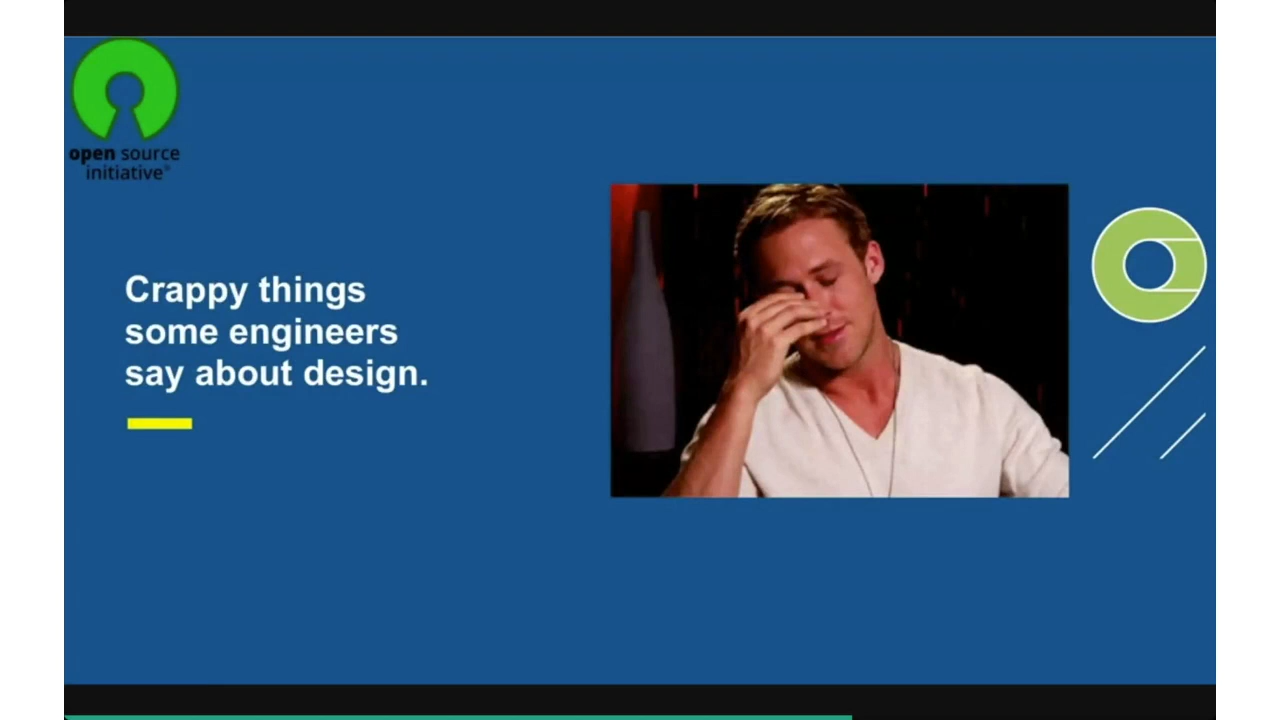 open source
initiative®
Crappy things
some engineers
say about design.